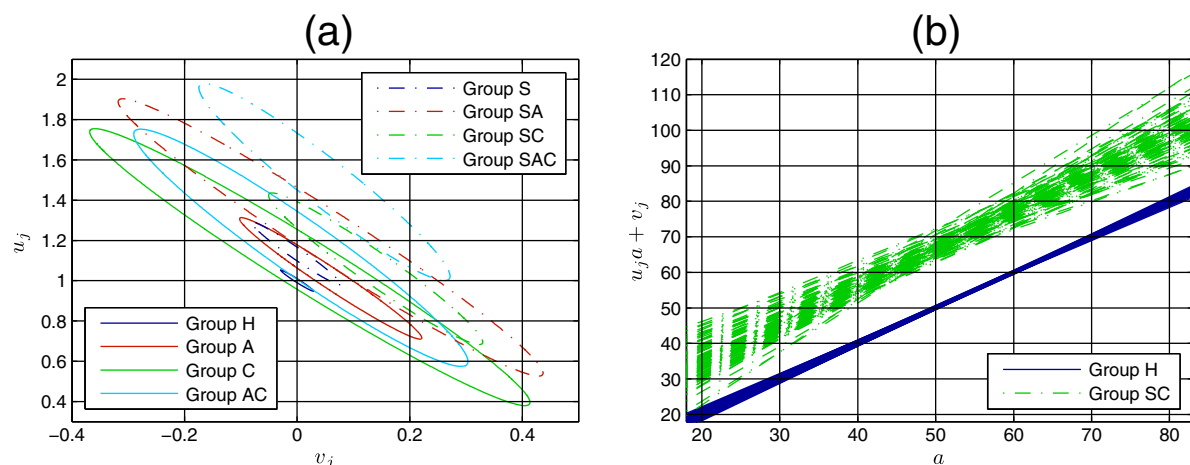 (a)
2
1.8
1.6
1.4
1.2
1
0.8
0.6
0.4
u_j
Group S
Group SA
Group SC
Group SAC
Group H
Group A
Group C
Group AC
−0.4
−0.2
0
0.2
0.4
v_j
(b)
120
110
100
90
80
70
60
50
40
30
20
u_j a + v_j
Group H
Group SC
20
30
40
50
60
70
80
a